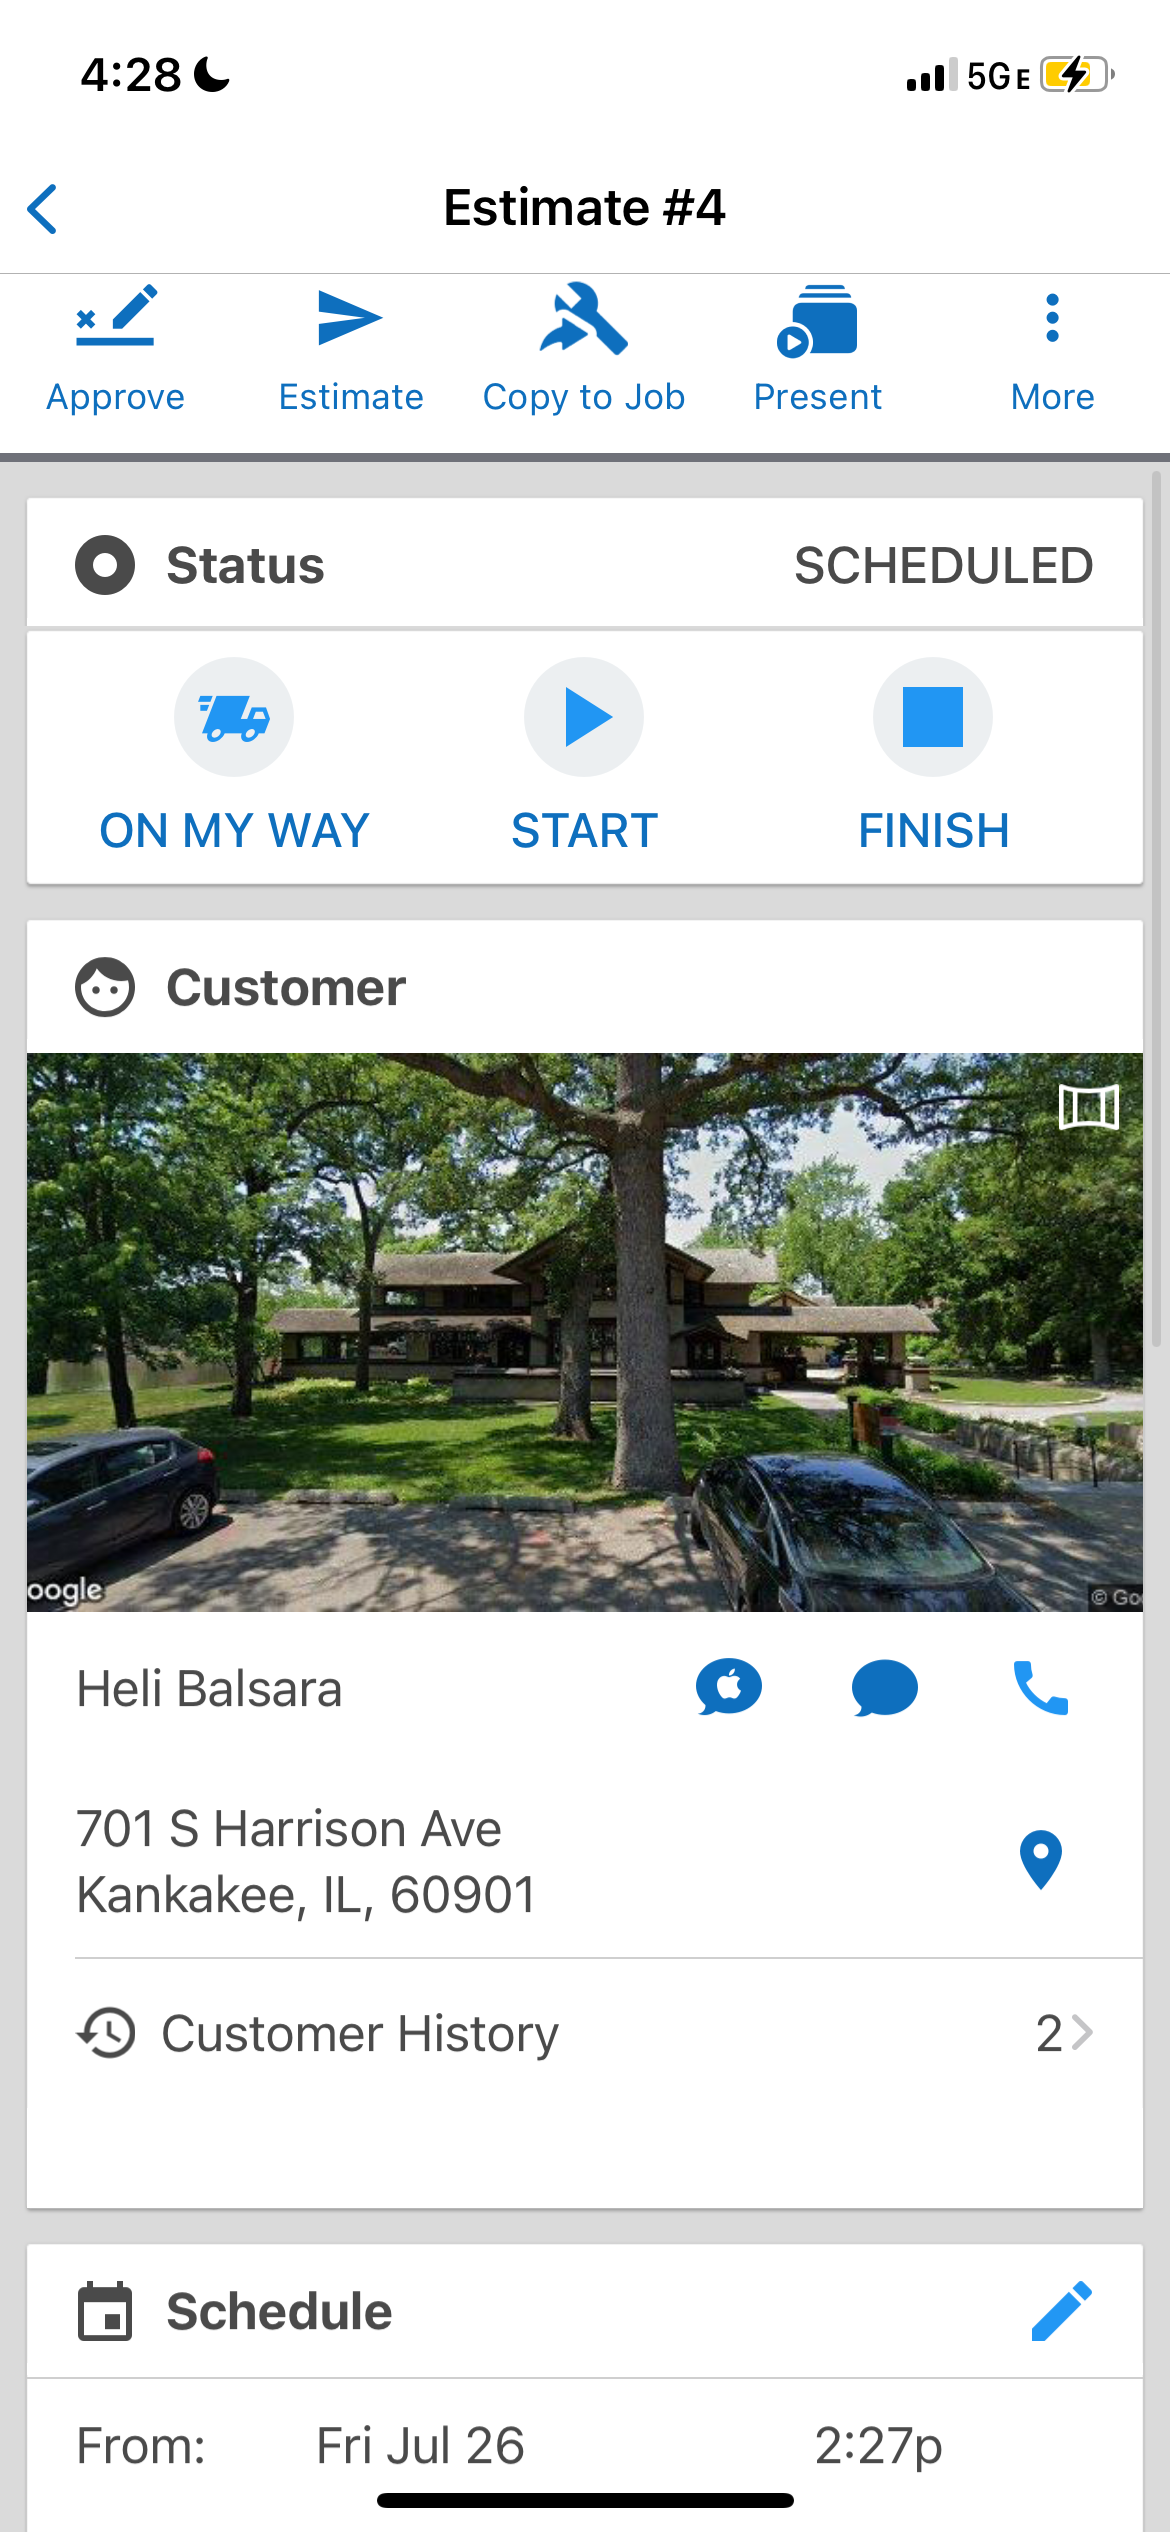 4:28
5GE
Estimate #4
Approve
Estimate
Copy to Job
Present
More
Status
SCHEDULED
ON MY WAY
START
FINISH
Customer
oogle
© Go
Heli Balsara
701 S Harrison Ave
Kankakee, IL, 60901
Customer History
2
Schedule
From:
Fri Jul 26
2:27p